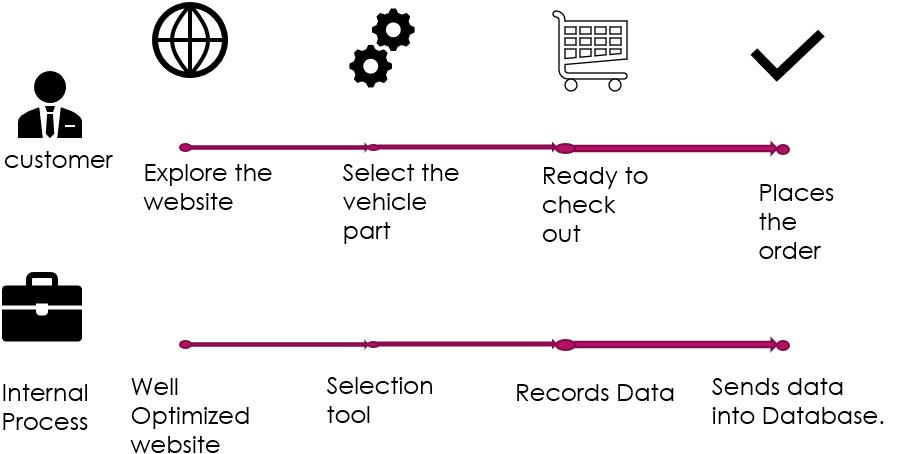 customer
Explore the
website
Select the
vehicle
part
Ready to
check
out
Places
the
order
Internal
Process
Well
Optimized
website
Selection
tool
Records Data
Sends data
into Database.